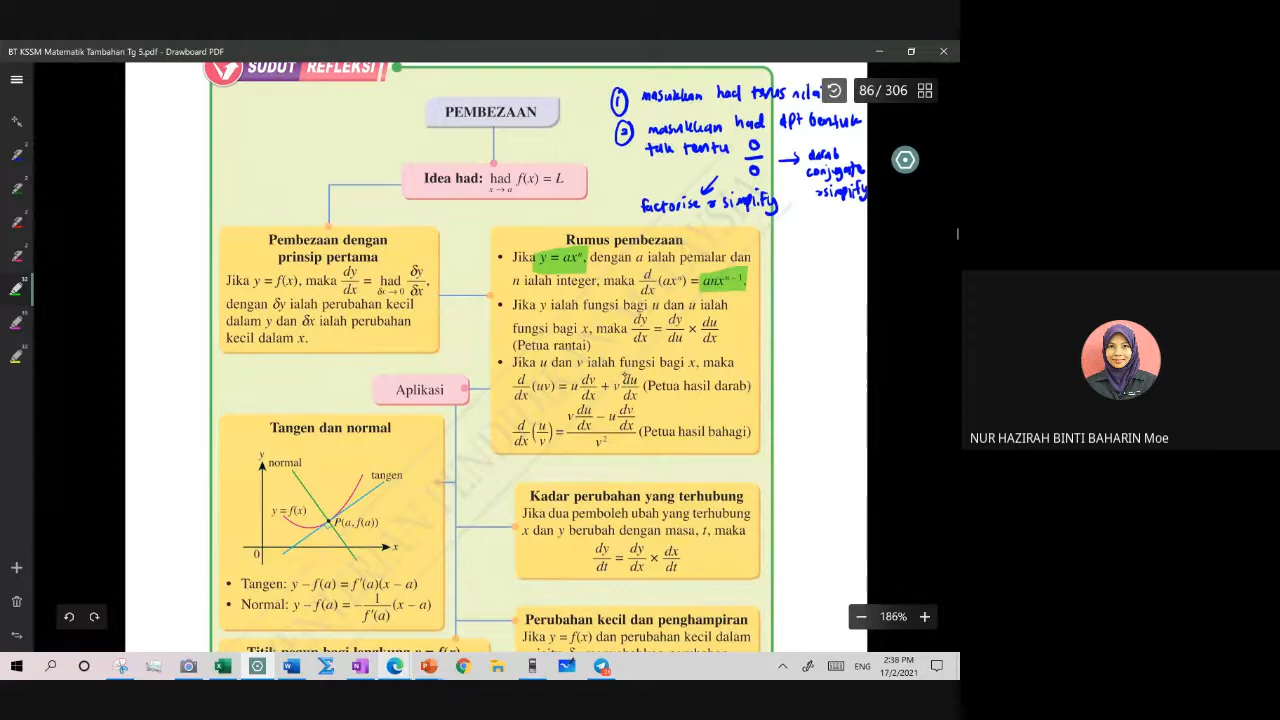 BT KSSM Matematik Tambahan Tg 5.pdf - Drawboard PDF
SUDUT REFLEKSI
86 / 306
PEMBEZAAN
① masukkan had terus nilai
② masukkan had dpt bentuk
tak tentu 0/0 → darab
conjugate
simplify
factorise simplify
Idea had: had f(x) = L
x → a
Pembezaan dengan
prinsip pertama
Jika y = f(x), maka dy/dx = had δy/δx,
δx → 0
dengan δy ialah perubahan kecil
dalam y dan δx ialah perubahan
kecil dalam x.
Rumus pembezaan
• Jika y = axⁿ, dengan a ialah pemalar dan
n ialah integer, maka d/dx (axⁿ) = anxⁿ⁻¹.
• Jika y ialah fungsi bagi u dan u ialah
fungsi bagi x, maka dy/dx = dy/du × du/dx
(Petua rantai)
• Jika u dan v ialah fungsi bagi x, maka
d/dx (uv) = u dv/dx + v du/dx (Petua hasil darab)
d/dx (u/v) = (v du/dx − u dv/dx)/v² (Petua hasil bahagi)
Aplikasi
Tangen dan normal
y
normal
tangen
y = f(x)
P(a, f(a))
0
x
• Tangen: y – f(a) = f′(a)(x – a)
• Normal: y – f(a) = – 1/f′(a) (x – a)
Kadar perubahan yang terhubung
Jika dua pemboleh ubah yang terhubung
x dan y berubah dengan masa, t, maka
dy/dt = dy/dx × dx/dt
Perubahan kecil dan penghampiran
Jika y = f(x) dan perubahan kecil dalam
186%
NUR HAZIRAH BINTI BAHARIN Moe
ENG
2:38 PM
17/2/2021